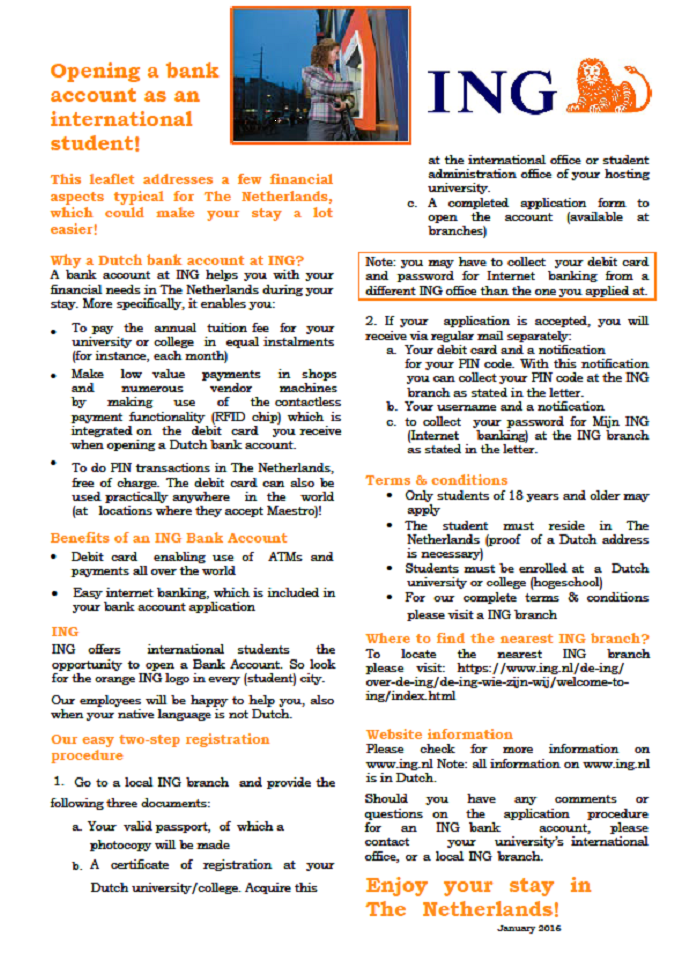 Opening a bank
account as an
international
student!
This leaflet addresses a few financial
aspects typical for The Netherlands,
which could make your stay a lot
easier!
Why a Dutch bank account at ING?
A bank account at ING helps you with your
financial needs in The Netherlands during your
stay. More specifically, it enables you:
• To pay the annual tuition fee for your
university or college in equal instalments
(for instance, each month)
• Make low value payments in shops
and numerous vendor machines
by making use of the contactless
payment functionality (RFID chip) which is
integrated on the debit card you receive
when opening a Dutch bank account.
• To do PIN transactions in The Netherlands,
free of charge. The debit card can also be
used practically anywhere in the world
(at locations where they accept Maestro)!
Benefits of an ING Bank Account
• Debit card enabling use of ATMs and
payments all over the world
• Easy internet banking, which is included in
your bank account application
ING
ING offers international students the
opportunity to open a Bank Account. So look
for the orange ING logo in every (student) city.
Our employees will be happy to help you, also
when your native language is not Dutch.
Our easy two-step registration
procedure
1. Go to a local ING branch and provide the
following three documents:
a. Your valid passport, of which a
photocopy will be made
b. A certificate of registration at your
Dutch university/college. Acquire this
ING
at the international office or student
administration office of your hosting
university.
c. A completed application form to
open the account (available at
branches)
Note: you may have to collect your debit card
and password for Internet banking from a
different ING office than the one you applied at.
2. If your application is accepted, you will
receive via regular mail separately:
a. Your debit card and a notification
for your PIN code. With this notification
you can collect your PIN code at the ING
branch as stated in the letter.
b. Your username and a notification
c. to collect your password for Mijn ING
(Internet banking) at the ING branch
as stated in the letter.
Terms & conditions
• Only students of 18 years and older may
apply
• The student must reside in The
Netherlands (proof of a Dutch address
is necessary)
• Students must be enrolled at a Dutch
university or college (hogeschool)
• For our complete terms & conditions
please visit a ING branch
Where to find the nearest ING branch?
To locate the nearest ING branch
please visit: https://www.ing.nl/de-ing/
over-de-ing/de-ing-wie-zijn-wij/welcome-to-
ing/index.html
Website information
Please check for more information on
www.ing.nl Note: all information on www.ing.nl
is in Dutch.
Should you have any comments or
questions on the application procedure
for an ING bank account, please
contact your university's international
office, or a local ING branch.
Enjoy your stay in
The Netherlands!
January 2016